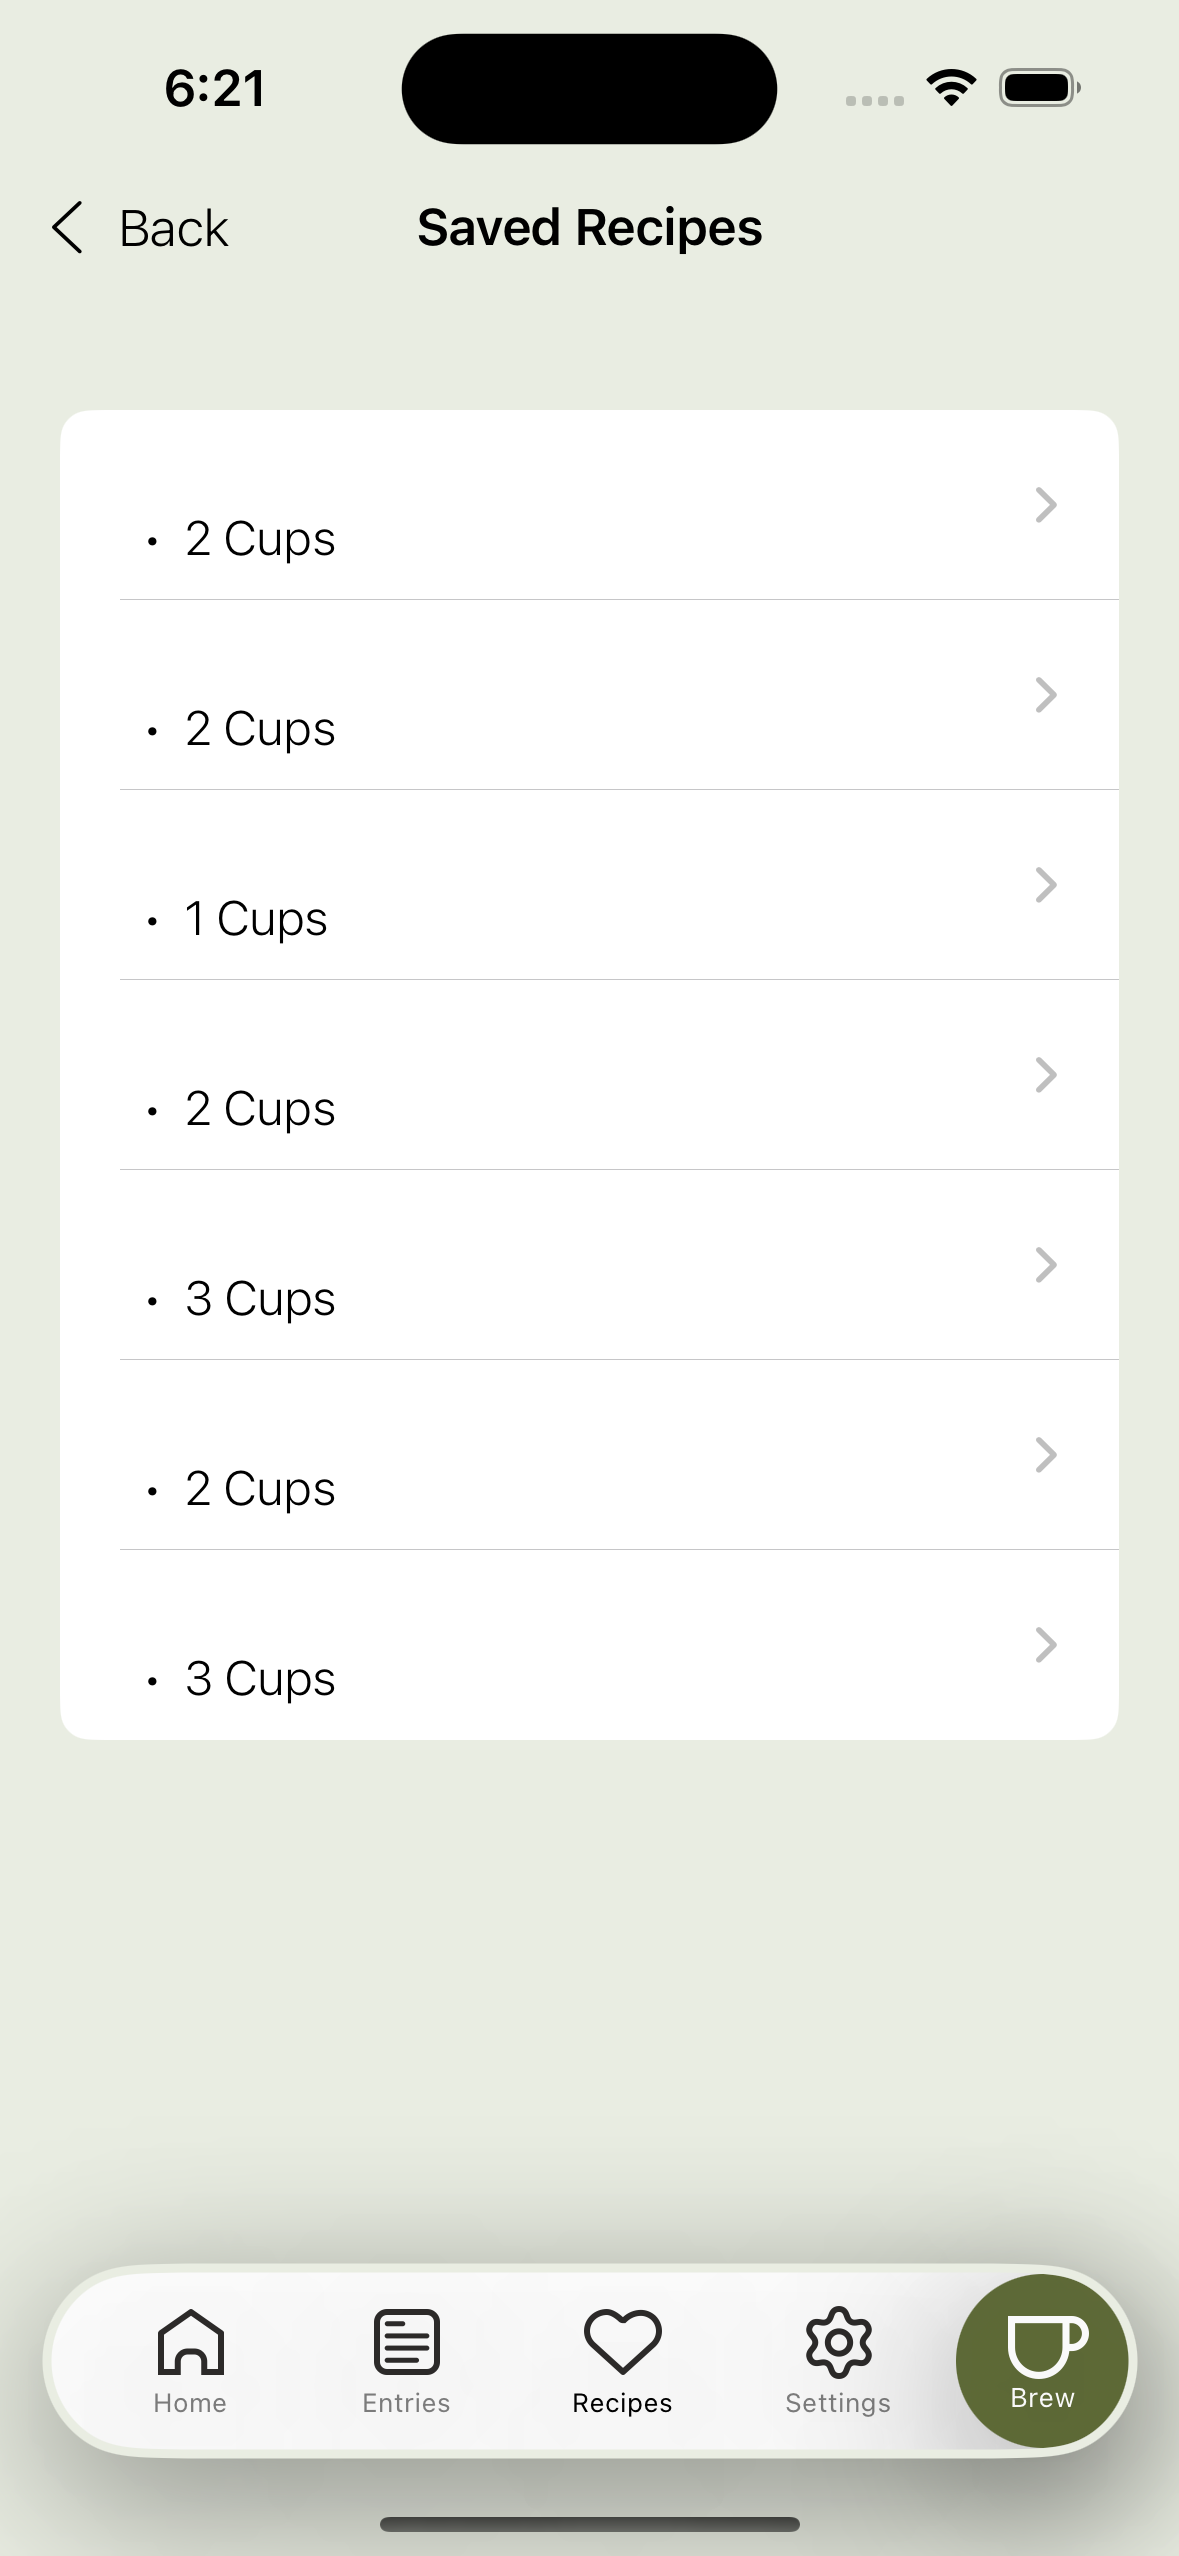 6:21
Back
Saved Recipes
• 2 Cups
• 2 Cups
• 1 Cups
• 2 Cups
• 3 Cups
• 2 Cups
• 3 Cups
Home
Entries
Recipes
Settings
Brew